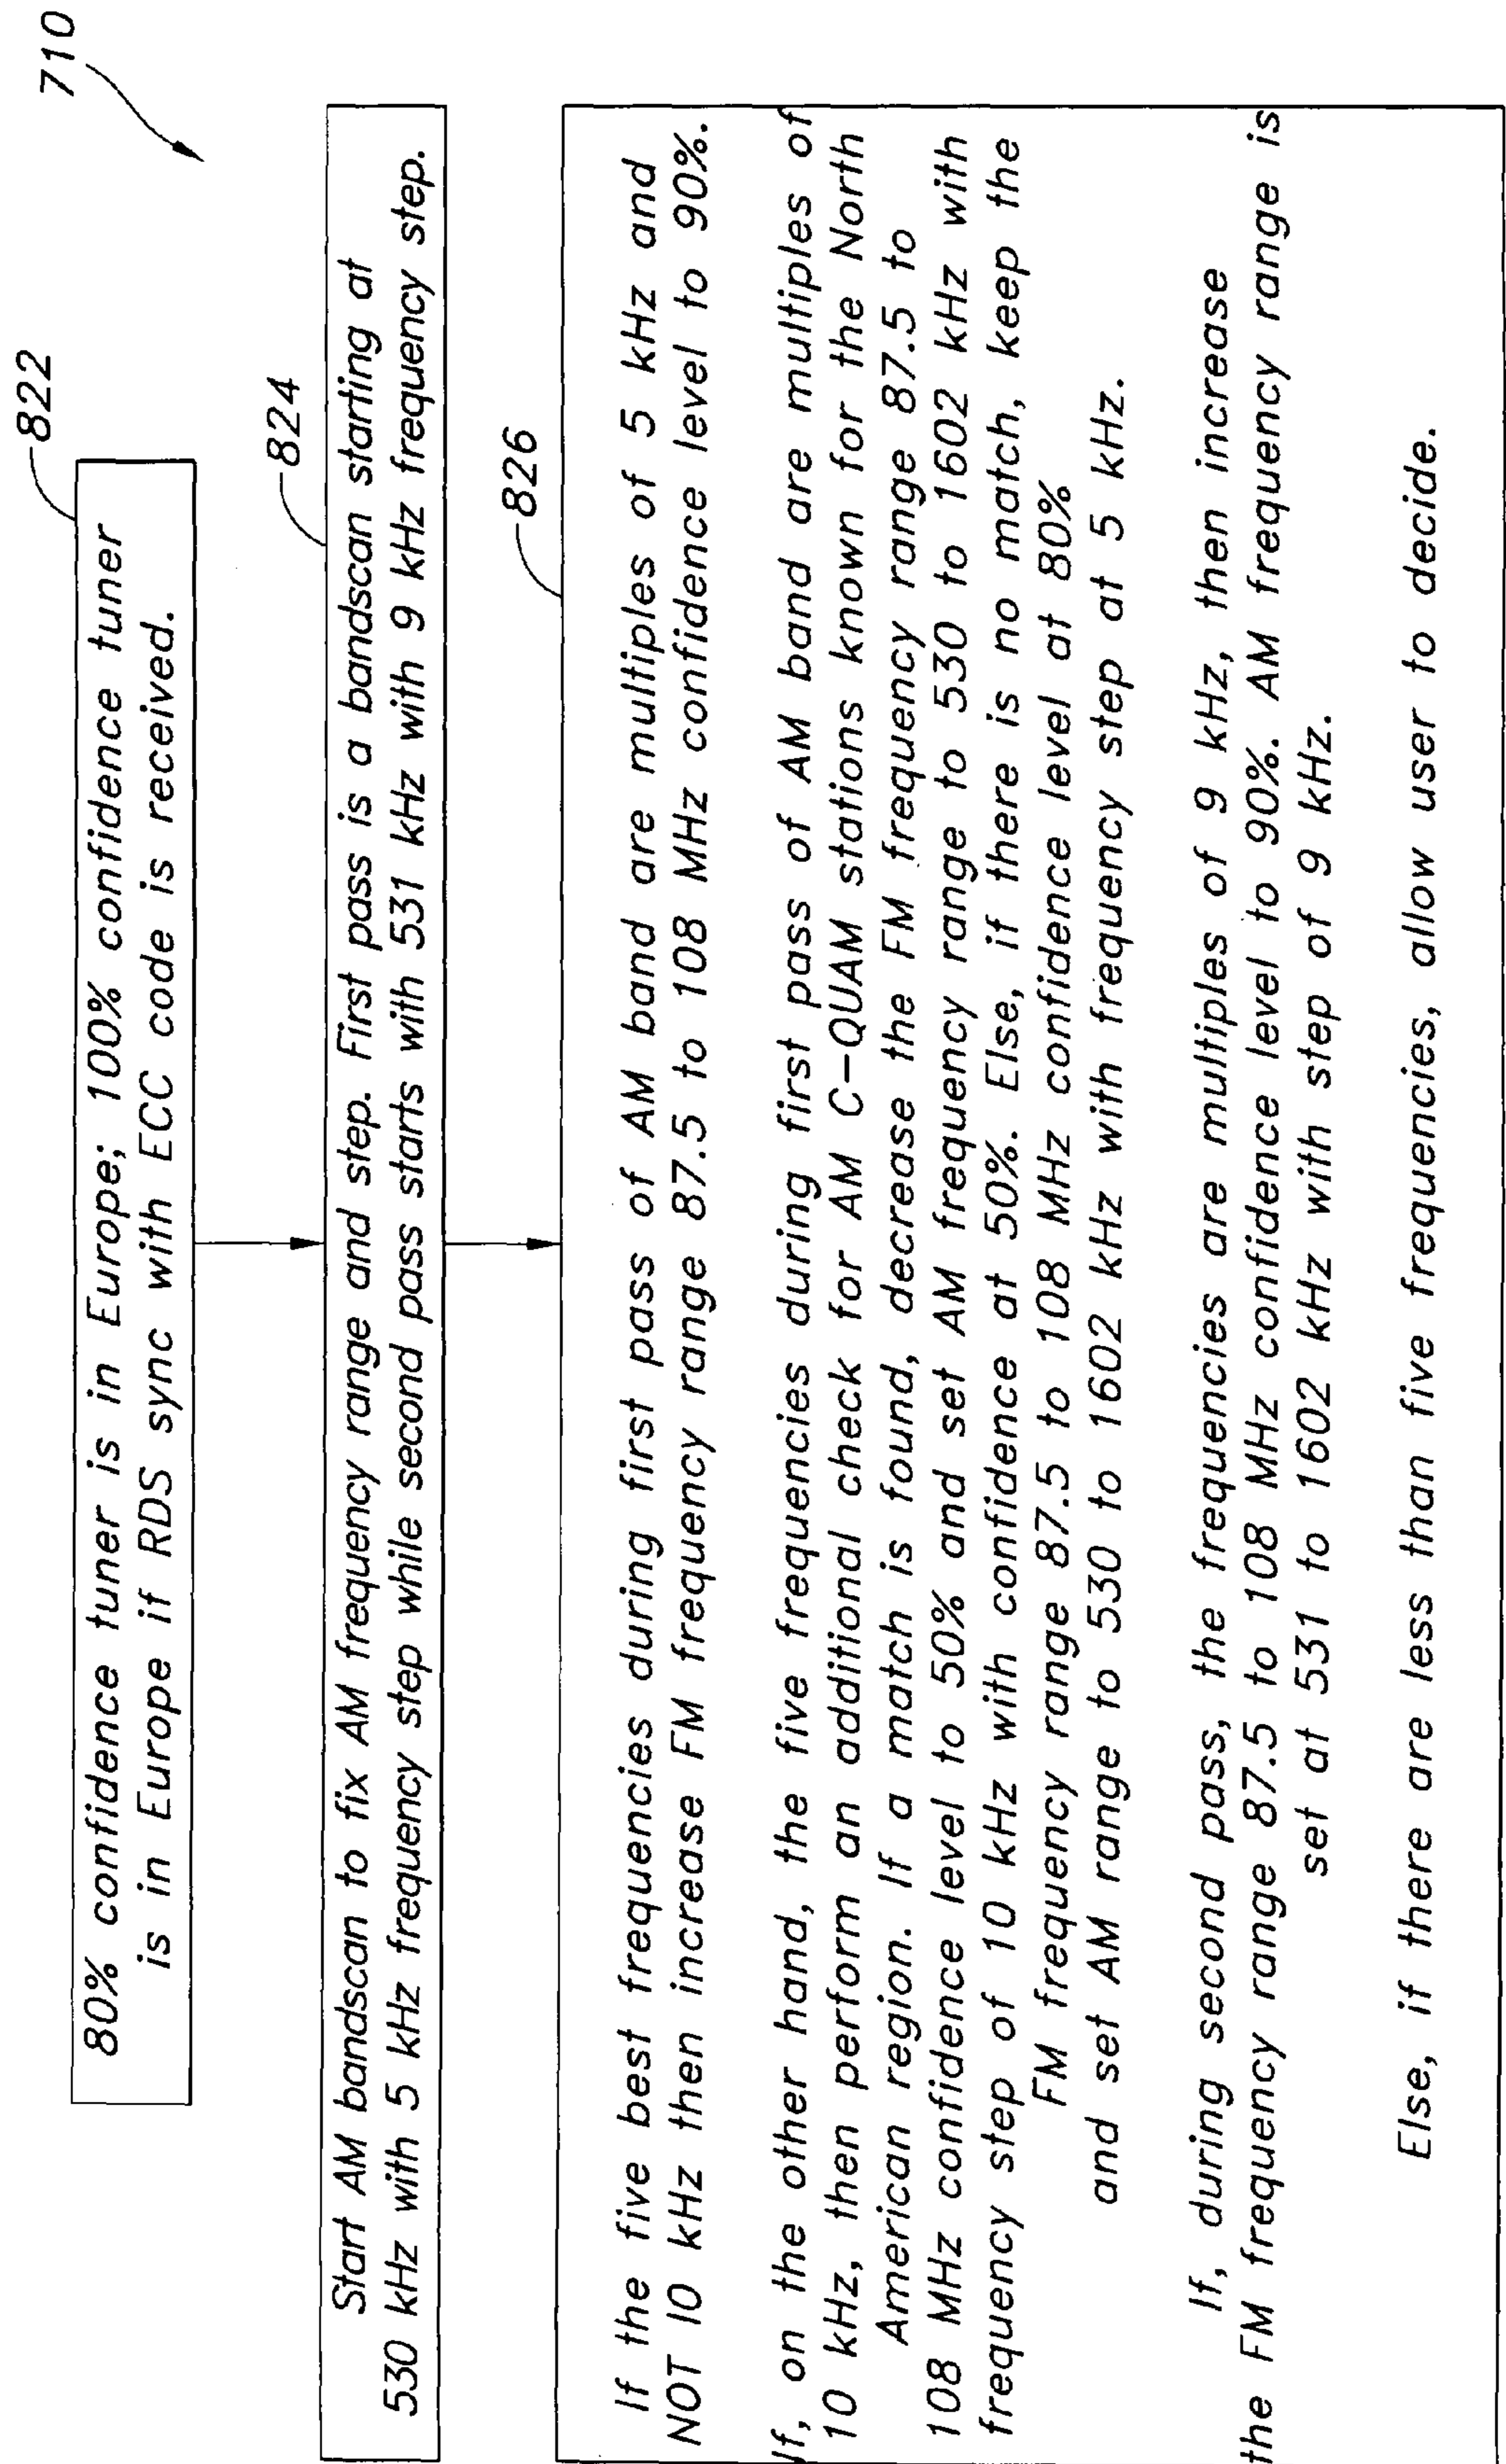 710
822
80% confidence tuner is in Europe; 100% confidence tuner
is in Europe if RDS sync with ECC code is received.
824
Start AM bandscan to fix AM frequency range and step. First pass is a bandscan starting at
530 kHz with 5 kHz frequency step while second pass starts with 531 kHz with 9 kHz frequency step.
826
If the five best frequencies during first pass of AM band are multiples of 5 kHz and
NOT 10 kHz then increase FM frequency range 87.5 to 108 MHz confidence level to 90%.
If, on the other hand, the five frequencies during first pass of AM band are multiples of
10 kHz, then perform an additional check for AM C-QUAM stations known for the North
American region. If a match is found, decrease the FM frequency range 87.5 to
108 MHz confidence level to 50% and set AM frequency range to 530 to 1602 kHz with
frequency step of 10 kHz with confidence at 50%. Else, if there is no match, keep the
FM frequency range 87.5 to 108 MHz confidence level at 80%
and set AM range to 530 to 1602 kHz with frequency step at 5 kHz.
If, during second pass, the frequencies are multiples of 9 kHz, then increase
the FM frequency range 87.5 to 108 MHz confidence level to 90%. AM frequency range is
set at 531 to 1602 kHz with step of 9 kHz.
Else, if there are less than five frequencies, allow user to decide.